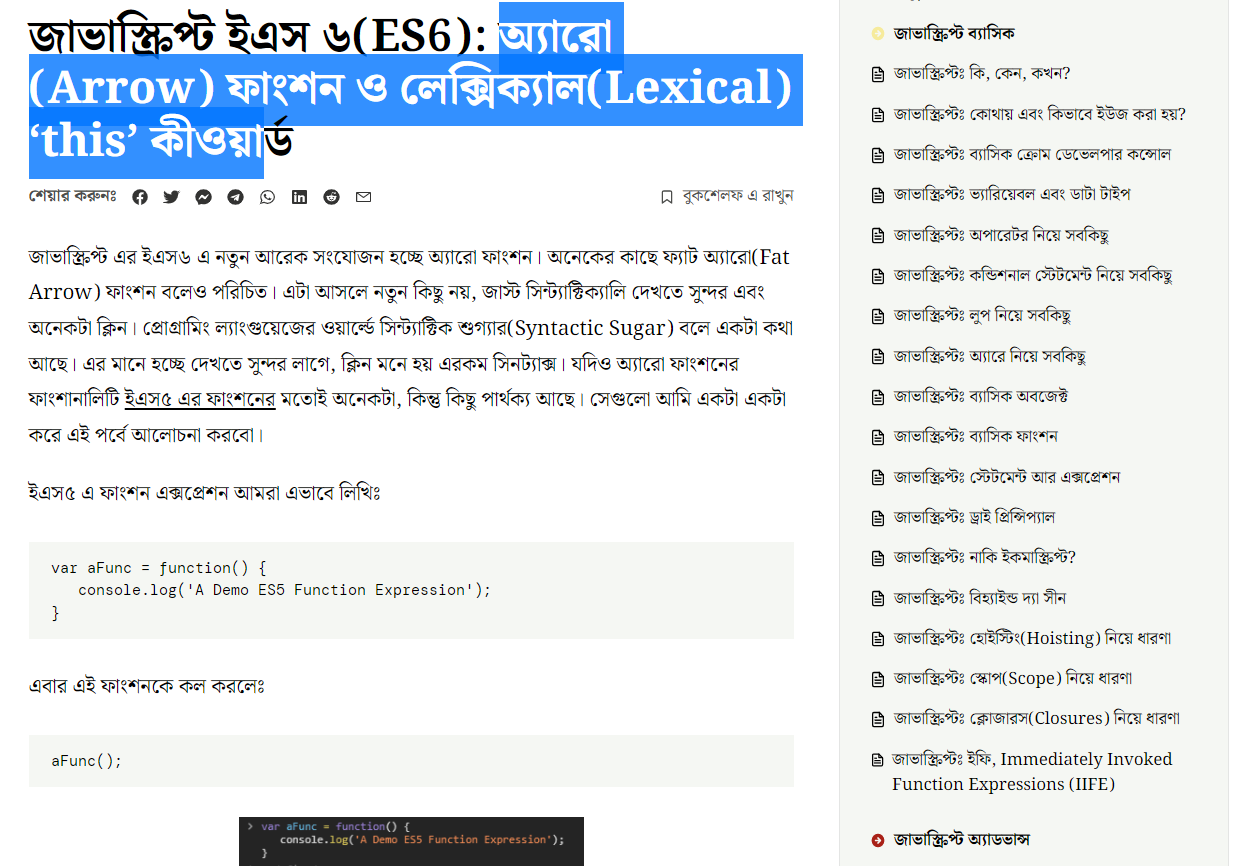 জাভাস্ক্রিপ্ট ইএস ৬(ES6): অ্যারো
(Arrow) ফাংশন ও লেক্সিক্যাল(Lexical)
‘this’ কীওয়ার্ড
শেয়ার করুনঃ
বুকশেলফ এ রাখুন
জাভাস্ক্রিপ্ট এর ইএস৬ এ নতুন আরেক সংযোজন হচ্ছে অ্যারো ফাংশন। অনেকের কাছে ফ্যাট অ্যারো(Fat
Arrow) ফাংশন বলেও পরিচিত। এটা আসলে নতুন কিছু নয়, জাস্ট সিন্ট্যাক্টিক্যালি দেখতে সুন্দর এবং
অনেকটা ক্লিন। প্রোগ্রামিং ল্যাংগুয়েজের ওয়ার্ল্ডে সিন্ট্যাক্টিক শুগ্যার(Syntactic Sugar) বলে একটা কথা
আছে। এর মানে হচ্ছে দেখতে সুন্দর লাগে, ক্লিন মনে হয় এরকম সিনট্যাক্স। যদিও অ্যারো ফাংশনের
ফাংশানালিটি ইএস৫ এর ফাংশনের মতোই অনেকটা, কিন্তু কিছু পার্থক্য আছে। সেগুলো আমি একটা একটা
করে এই পর্বে আলোচনা করবো।
ইএস৫ এ ফাংশন এক্সপ্রেশন আমরা এভাবে লিখিঃ
var aFunc = function() {
console.log('A Demo ES5 Function Expression');
}
এবার এই ফাংশনকে কল করলেঃ
aFunc();
> var aFunc = function() {
console.log('A Demo ES5 Function Expression');
}
জাভাস্ক্রিপ্ট ব্যাসিক
জাভাস্ক্রিপ্টঃ কি, কেন, কখন?
জাভাস্ক্রিপ্টঃ কোথায় এবং কিভাবে ইউজ করা হয়?
জাভাস্ক্রিপ্টঃ ব্যাসিক ক্রোম ডেভেলপার কন্সোল
জাভাস্ক্রিপ্টঃ ভ্যারিয়েবল এবং ডাটা টাইপ
জাভাস্ক্রিপ্টঃ অপারেটর নিয়ে সবকিছু
জাভাস্ক্রিপ্টঃ কন্ডিশনাল স্টেটমেন্ট নিয়ে সবকিছু
জাভাস্ক্রিপ্টঃ লুপ নিয়ে সবকিছু
জাভাস্ক্রিপ্টঃ অ্যারে নিয়ে সবকিছু
জাভাস্ক্রিপ্টঃ ব্যাসিক অবজেক্ট
জাভাস্ক্রিপ্টঃ ব্যাসিক ফাংশন
জাভাস্ক্রিপ্টঃ স্টেটমেন্ট আর এক্সপ্রেশন
জাভাস্ক্রিপ্টঃ ড্রাই প্রিন্সিপ্যাল
জাভাস্ক্রিপ্টঃ নাকি ইকমাস্ক্রিপ্ট?
জাভাস্ক্রিপ্টঃ বিহ্যাইন্ড দ্যা সীন
জাভাস্ক্রিপ্টঃ হোইস্টিং(Hoisting) নিয়ে ধারণা
জাভাস্ক্রিপ্টঃ স্কোপ(Scope) নিয়ে ধারণা
জাভাস্ক্রিপ্টঃ ক্লোজারস(Closures) নিয়ে ধারণা
জাভাস্ক্রিপ্টঃ ইফি, Immediately Invoked
Function Expressions (IIFE)
জাভাস্ক্রিপ্ট অ্যাডভান্স